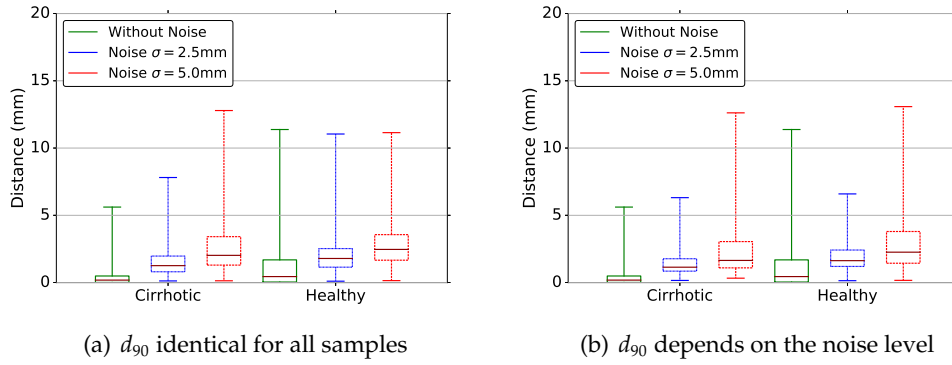 20
15
10
5
0
Distance (mm)
Without Noise
Noise σ = 2.5mm
Noise σ = 5.0mm
Cirrhotic
Healthy
(a) d90 identical for all samples
20
15
10
5
0
Distance (mm)
Without Noise
Noise σ = 2.5mm
Noise σ = 5.0mm
Cirrhotic
Healthy
(b) d90 depends on the noise level